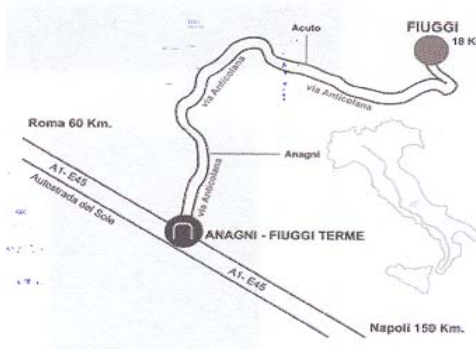 FIUGGI
18 K
Acuto
via Anticolana
via Anticolana
Roma 60 Km.
Anagni
A1- E45
via Anticolana
Autostrada del Sole
ANAGNI - FIUGGI TERME
A1- E45
Napoli 150 Km.